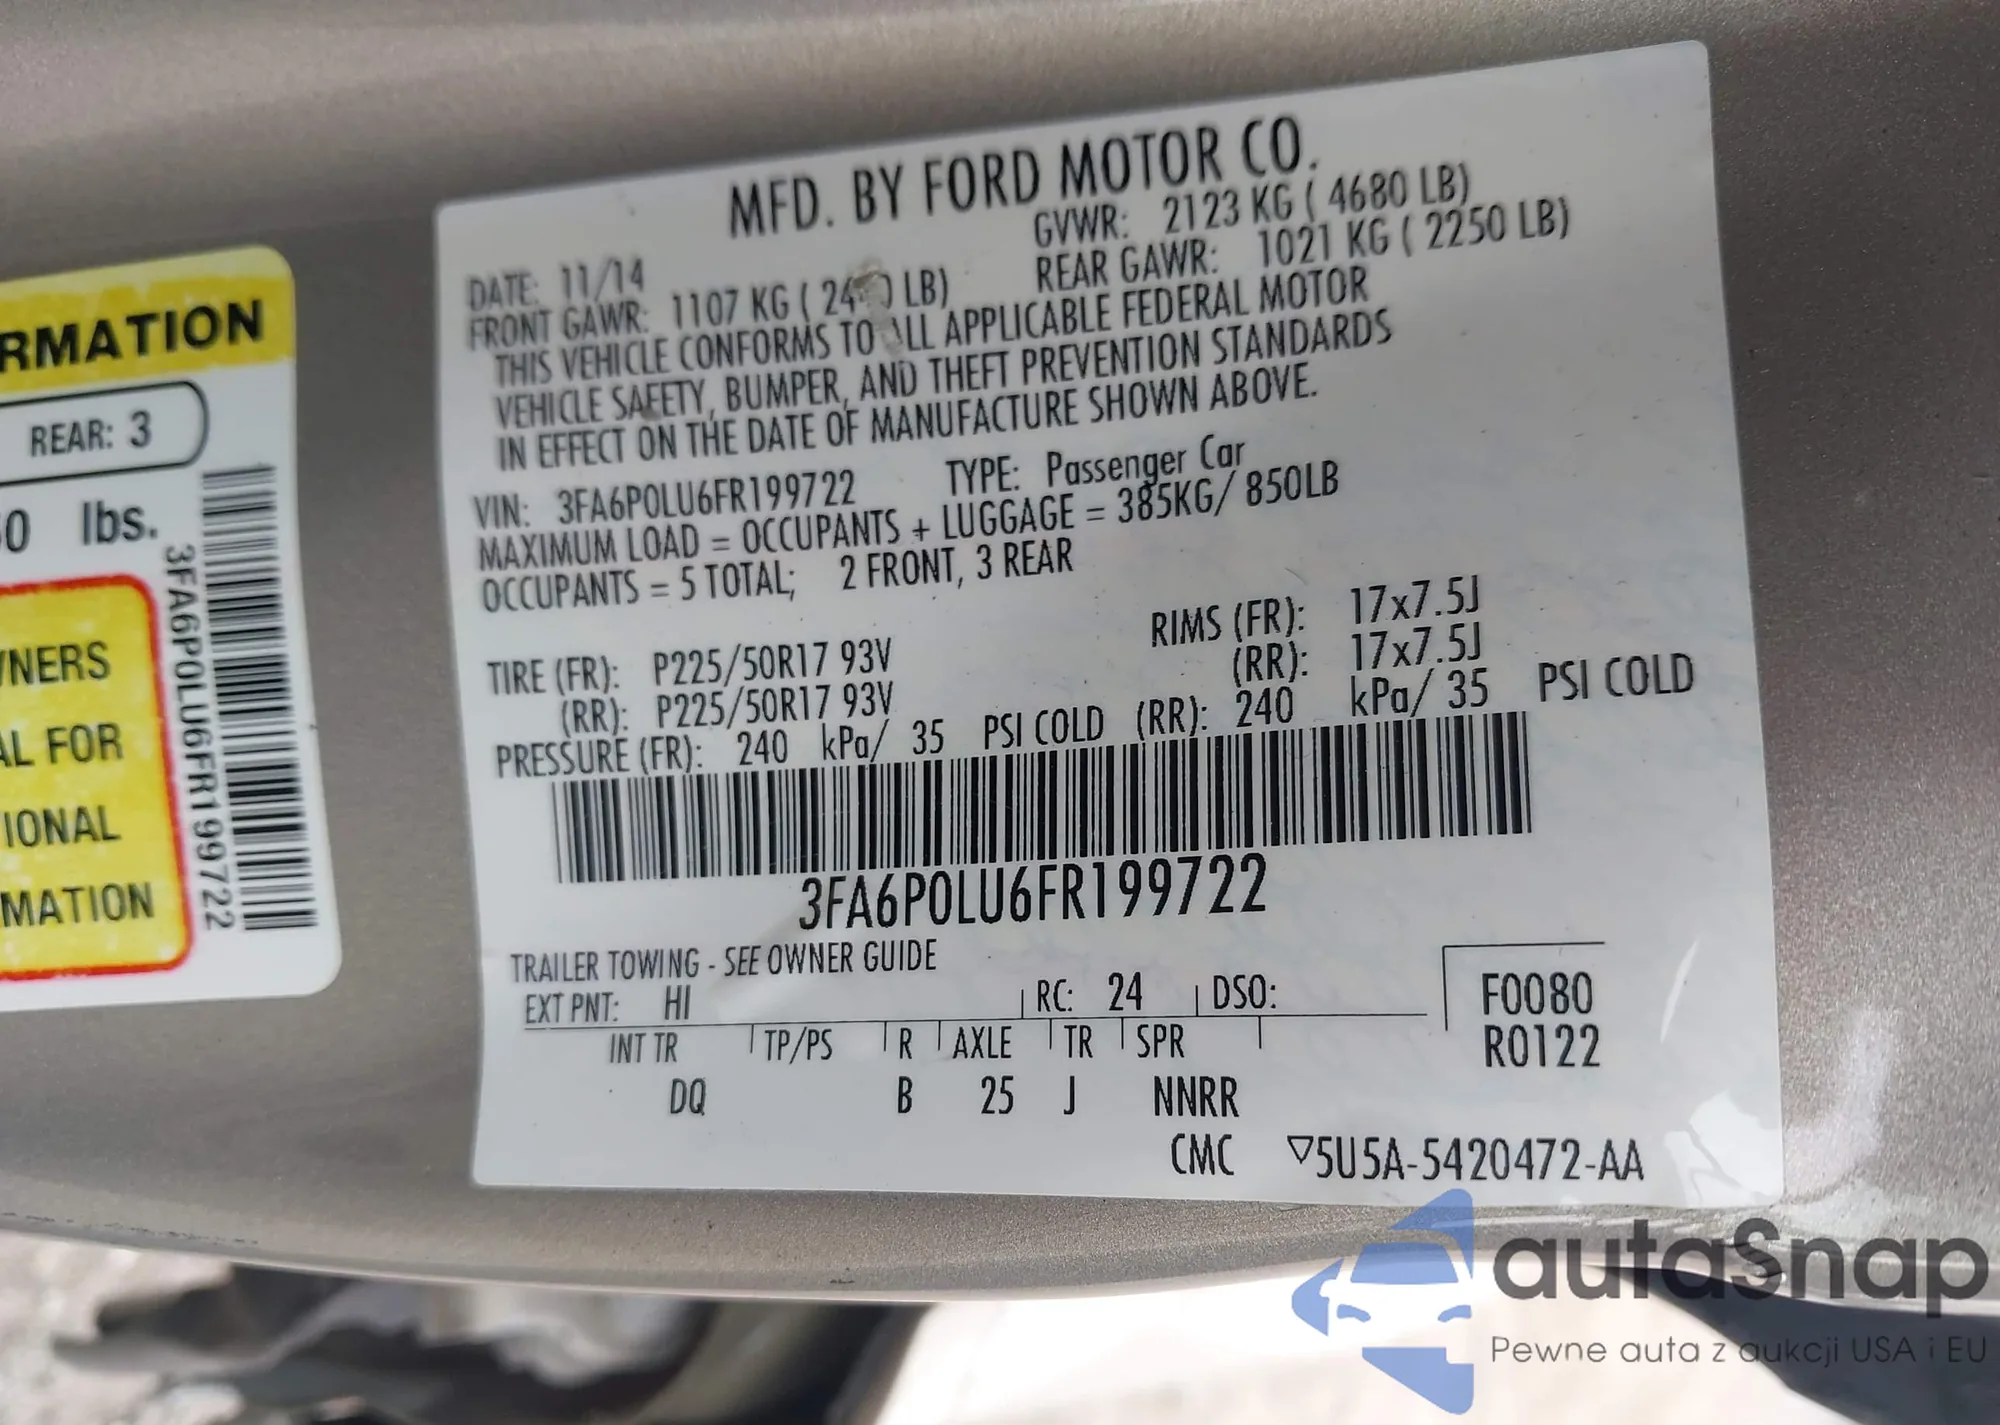 RMATION
REAR: 3
0 lbs.
3FA6P0LU6FR199722
NERS
AL FOR
IONAL
MATION
MFD. BY FORD MOTOR CO.
DATE: 11/14 GVWR: 2123 KG ( 4680 LB)
FRONT GAWR: 1107 KG ( 24 LB) REAR GAWR: 1021 KG ( 2250 LB)
THIS VEHICLE CONFORMS TO ALL APPLICABLE FEDERAL MOTOR
VEHICLE SAFETY, BUMPER, AND THEFT PREVENTION STANDARDS
IN EFFECT ON THE DATE OF MANUFACTURE SHOWN ABOVE.
VIN: 3FA6P0LU6FR199722 TYPE: Passenger Car
MAXIMUM LOAD = OCCUPANTS + LUGGAGE = 385KG/ 850LB
OCCUPANTS = 5 TOTAL; 2 FRONT, 3 REAR
TIRE (FR): P225/50R17 93V RIMS (FR): 17x7.5J
(RR): P225/50R17 93V (RR): 17x7.5J
PRESSURE (FR): 240 kPa/ 35 PSI COLD (RR): 240 kPa/ 35 PSI COLD
3FA6P0LU6FR199722
TRAILER TOWING - SEE OWNER GUIDE
EXT PNT: HI RC: 24 DSO: F0080
INT TR TP/PS R AXLE TR SPR R0122
DQ B 25 J NNRR
CMC ▽5U5A-5420472-AA
autaSnap
Pewne auta z aukcji USA i EU